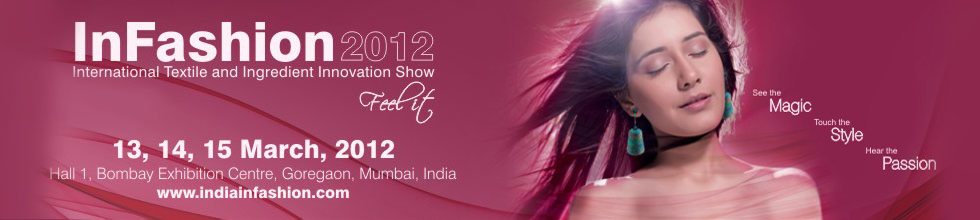 InFashion 2012
International Textile and Ingredient Innovation Show
Feel it
13, 14, 15 March, 2012
Hall 1, Bombay Exhibition Centre, Goregaon, Mumbai, India
www.indiainfashion.com
See the
Magic
Touch the
Style
Hear the
Passion